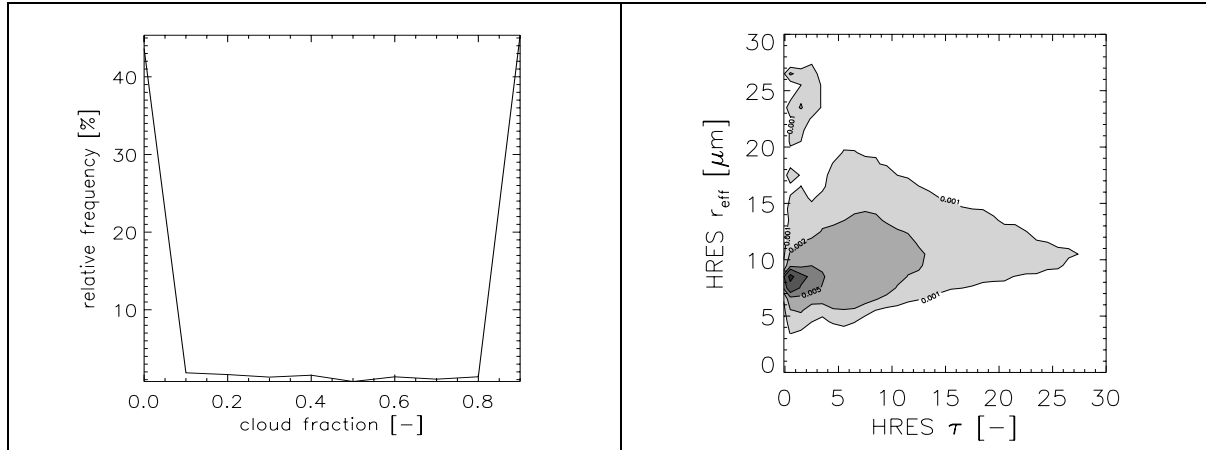 relative frequency [%]
40
30
20
10
0.0 0.2 0.4 0.6 0.8
cloud fraction [−]
HRES r_eff [μm]
30
25
20
15
10
5
0
0.001
0.001
0.001
0.002
0.005
0.001
0 5 10 15 20 25 30
HRES τ [−]